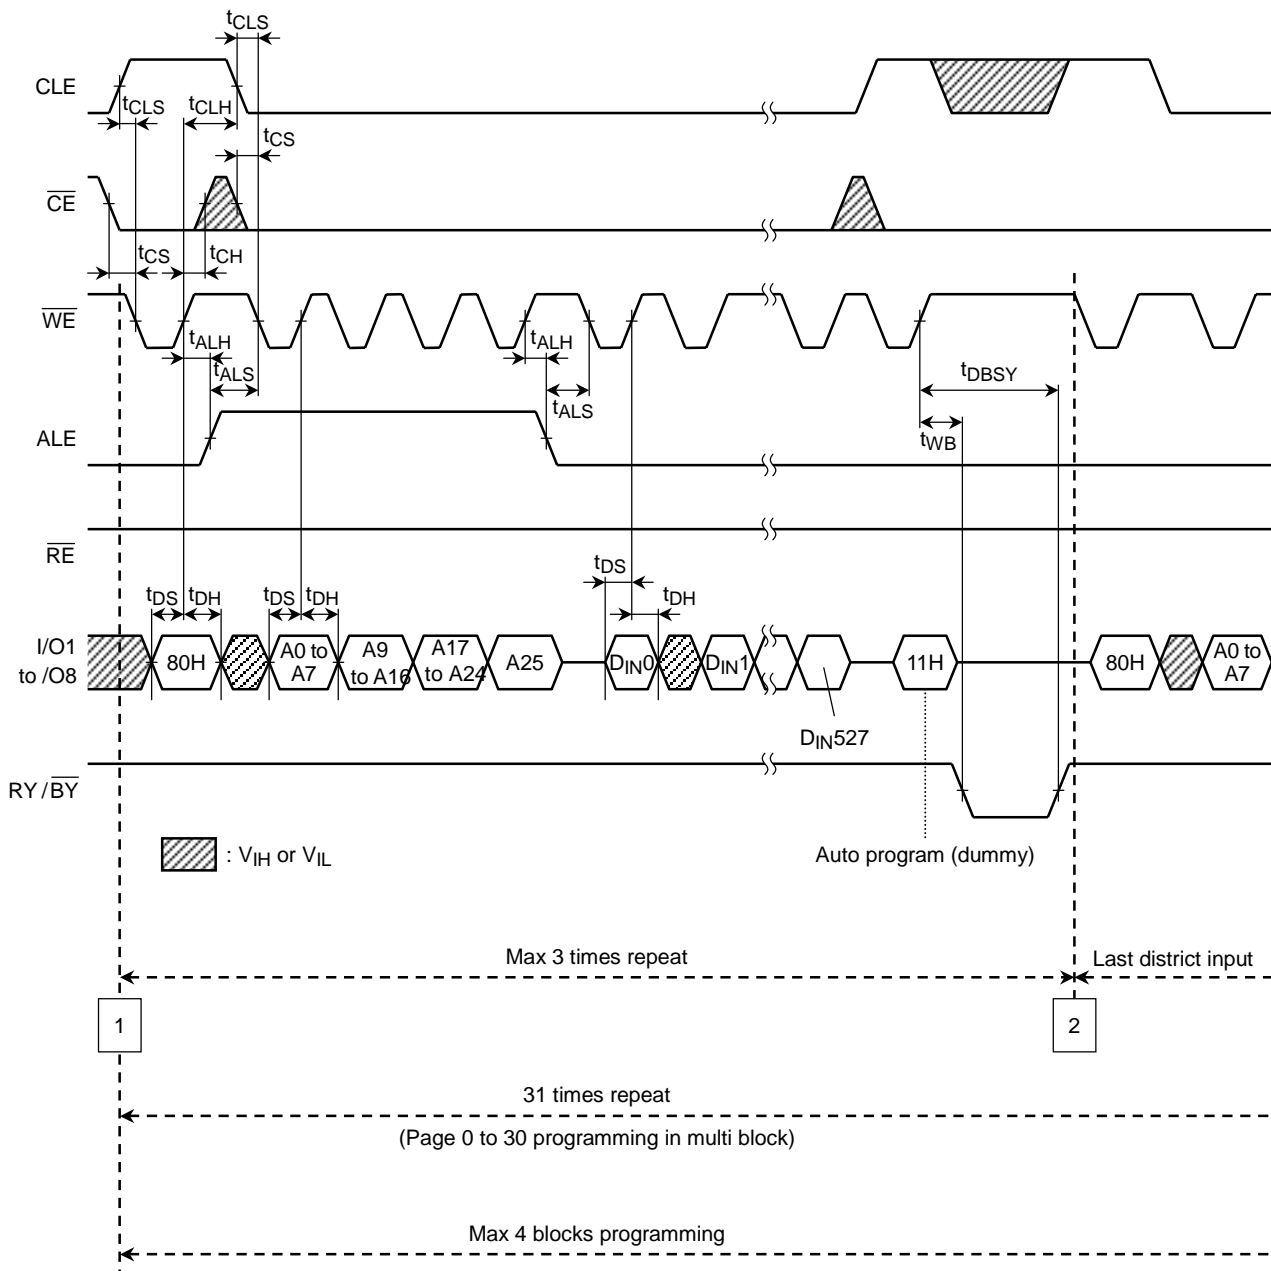 tCLS
CLE
tCLS
tCLH
tCS
CE
tCS
tCH
WE
tALH
tALH
tALS
tDBSY
tALS
ALE
tWB
RE
tDS
tDS
tDH
tDS
tDH
tDH
I/O1
to /O8
80H
A0 to
A7
A9
to A16
A17
to A24
A25
DIN0
DIN1
11H
80H
A0 to
A7
DIN527
RY / BY
: VIH or VIL
Auto program (dummy)
Max 3 times repeat
Last district input
1
2
31 times repeat
(Page 0 to 30 programming in multi block)
Max 4 blocks programming